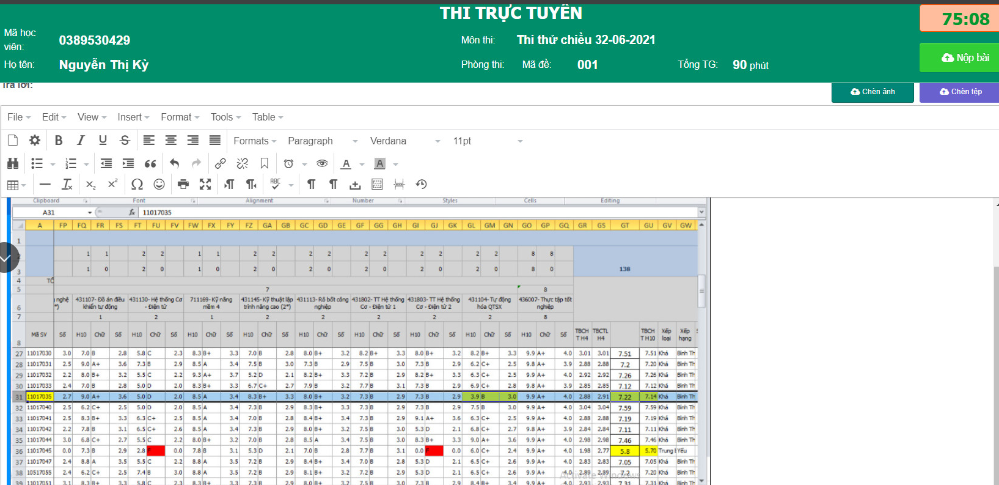 THI TRỰC TUYẾN
75:08
Mã học viên: 0389530429
Môn thi: Thi thử chiều 32-06-2021
Họ tên: Nguyễn Thị Kỳ
Phòng thi: Mã đề: 001 Tổng TG: 90 phút
Nộp bài
Trả lời:
Chèn ảnh Chèn tệp
File Edit View Insert Format Tools Table
Formats Paragraph Verdana 11pt
Clipboard Font Alignment Number Styles Cells Editing
A31 fx 11017035
A FP FQ FR FS FT FU FV FW FX FY FZ GA GB GC GD GE GF GG GH GI GJ GK GL GM GN GO GP GQ GR GS GT GU GV GW
1
2 1 1 2 2 1 1 2 2 2 2 2 2 2 2 2 2 8 8
3 1 0 2 0 1 0 2 0 2 0 2 0 2 0 2 0 8 0 138
4 TỔ
5 7 8
6 nghệ *) 431107- Đồ án điều khiển tự động 431130- Hệ thống Cơ - Điện tử 711169- Kỹ năng mềm 4 431145- Kỹ thuật lập trình nâng cao (2*) 431113- Rô bốt công nghiệp 431802- TT Hệ thống Cơ - Điện tử 1 431803- TT Hệ thống Cơ - Điện tử 2 431104- Tự động hóa QTSX 436007- Thực tập tốt nghiệp
7 1 2 1 2 2 2 2 2 8
8 Mã SV Số H10 Chữ Số H10 Chữ Số H10 Chữ Số H10 Chữ Số H10 Chữ Số H10 Chữ Số H10 Chữ Số H10 Chữ Số H10 Chữ Số TBCH T H4 TBCTL H4 TBCH T H10 Xếp loại Xếp hạng
27 11017030 3.0 7.0 B 2.8 5.8 C 2.3 8.3 B+ 3.3 7.0 B 2.8 8.0 B+ 3.2 8.2 B+ 3.3 8.0 B+ 3.2 8.2 B+ 3.3 9.9 A+ 4.0 3.01 3.01 7.51 7.51 Khá Bình Th
28 11017031 2.5 9.0 A+ 3.6 7.3 B 2.9 8.5 A 3.4 7.5 B 3.0 7.3 B 2.9 7.5 B 3.0 7.3 B 2.9 6.2 C+ 2.5 9.8 A+ 3.9 2.88 2.88 7.2 7.20 Khá Bình Th
29 11017032 2.2 8.0 B+ 3.2 5.5 C 2.2 9.3 A+ 3.7 5.2 D 2.1 8.2 B+ 3.3 7.2 B 2.9 8.2 B+ 3.3 6.3 C+ 2.5 9.9 A+ 4.0 2.92 2.92 7.26 7.26 Khá Bình Th
30 11017033 2.4 7.0 B 2.8 5.0 D 2.0 8.3 B+ 3.3 6.7 C+ 2.7 7.9 B 3.2 7.7 B 3.1 7.3 B 2.9 6.9 C+ 2.8 9.8 A+ 3.9 2.85 2.85 7.12 7.12 Khá Bình Th
31 11017035 2.7 9.0 A+ 3.6 5.0 D 2.0 8.5 A 3.4 8.3 B+ 3.3 8.0 B+ 3.2 7.3 B 2.9 7.3 B 2.9 3.9 B 3.0 9.9 A+ 4.0 2.88 2.91 7.22 7.14 Khá Bình Th
32 11017040 2.5 6.2 C+ 2.5 5.0 D 2.0 8.5 A 3.4 7.3 B 2.9 8.3 B+ 3.3 7.3 B 2.9 7.3 B 2.9 7.5 B 3.0 9.9 A+ 4.0 3.04 3.04 7.59 7.59 Khá Bình Th
33 11017041 2.5 8.3 B+ 3.3 6.3 C+ 2.5 8.5 A 3.4 7.0 B 2.8 8.4 B+ 3.4 7.3 B 2.9 9.1 A+ 3.6 6.3 C+ 2.5 9.9 A+ 4.0 2.88 2.88 7.19 7.19 Khá Bình Th
34 11017042 2.2 7.8 B 3.1 6.5 C+ 2.6 8.5 A 3.4 7.3 B 2.9 8.0 B+ 3.2 7.5 B 3.0 5.3 D 2.1 6.8 C+ 2.7 9.8 A+ 3.9 2.84 2.84 7.11 7.11 Khá Bình Th
35 11017044 3.0 6.8 C+ 2.7 5.5 C 2.2 8.0 B+ 3.2 7.0 B 2.8 8.5 A 3.4 7.5 B 3.0 8.3 B+ 3.3 9.0 A+ 3.6 9.9 A+ 4.0 2.98 2.98 7.46 7.46 Khá Bình Th
36 11017045 0.0 7.3 B 2.9 2.8 F 0.0 7.8 B 3.1 5.3 D 2.1 7.0 B 2.8 7.7 B 3.1 0.0 F 0.0 6.0 C+ 2.4 9.9 A+ 4.0 1.98 2.77 5.8 5.70 Trung b Yếu
37 11017047 2.4 8.8 A 3.5 5.5 C 2.2 8.8 A 3.5 7.2 B 2.9 8.4 B+ 3.4 7.0 B 2.8 5.3 D 2.1 6.5 C+ 2.6 9.9 A+ 4.0 2.83 2.83 7.05 7.05 Khá Bình Th
38 10517055 2.4 6.2 C+ 2.5 7.4 B 3.0 8.8 A 3.5 7.2 B 2.9 8.1 B+ 3.2 7.2 B 2.9 5.3 D 2.1 6.5 C+ 2.6 9.9 A+ 4.0 2.89 2.89 7.2 7.20 Khá Bình Th
39 11017051 3.1 8.3 B+ 3.3 5.8 C 2.3 8.3 B+ 3.3 7.3 B 2.9 8.0 B+ 3.2 7.5 B 3.0 7.3 B 2.9 8.4 B+ 3.4 9.9 A+ 4.0 2.93 2.93 7.31 7.31 Khá Bình Th
Activate Windows